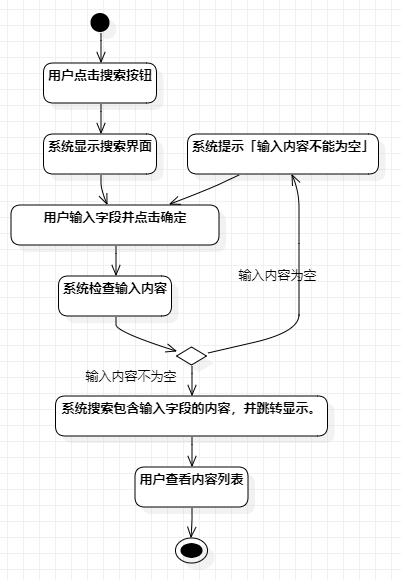 用户点击搜索按钮
系统显示搜索界面
系统提示「输入内容不能为空」
用户输入字段并点击确定
输入内容为空
系统检查输入内容
输入内容不为空
系统搜索包含输入字段的内容，并跳转显示。
用户查看内容列表